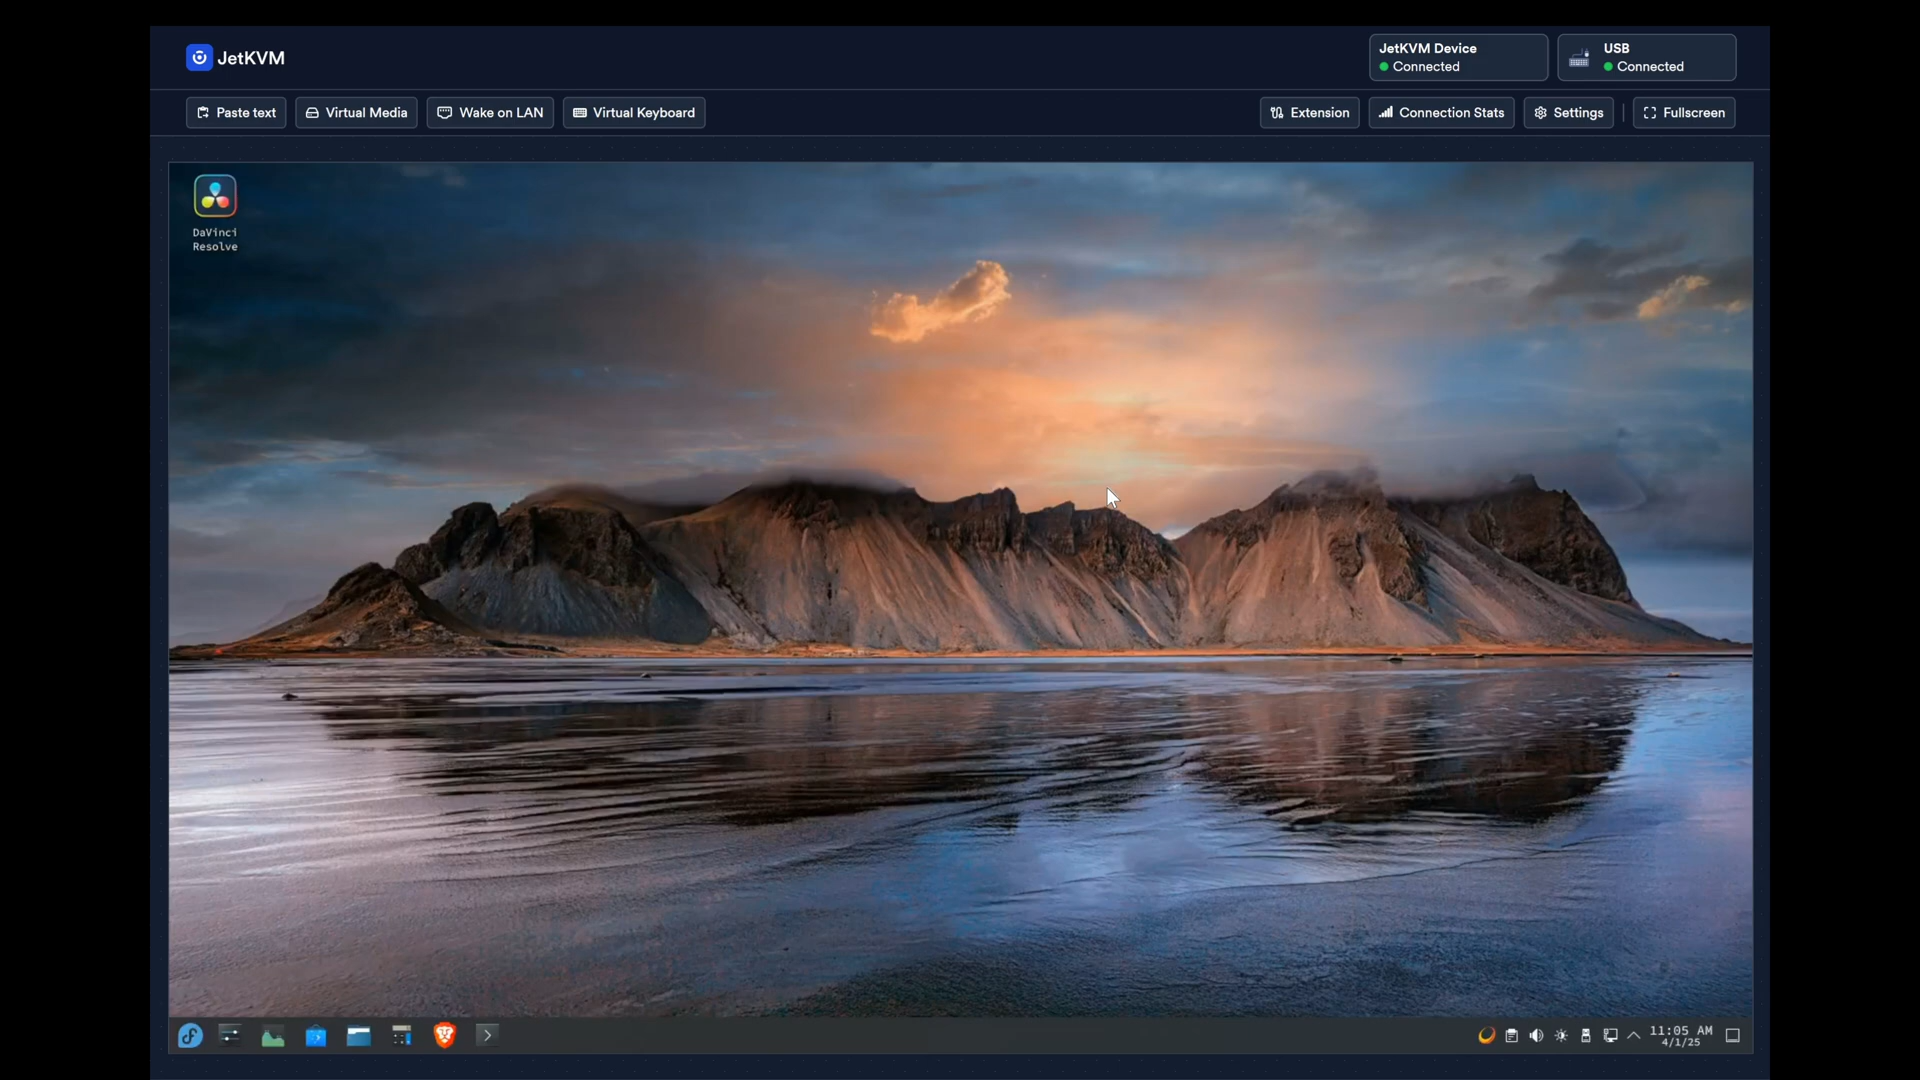 JetKVM
JetKVM Device
Connected
USB
Connected
Paste text
Virtual Media
Wake on LAN
Virtual Keyboard
Extension
Connection Stats
Settings
Fullscreen
DaVinci
Resolve
11:05 AM
4/1/25